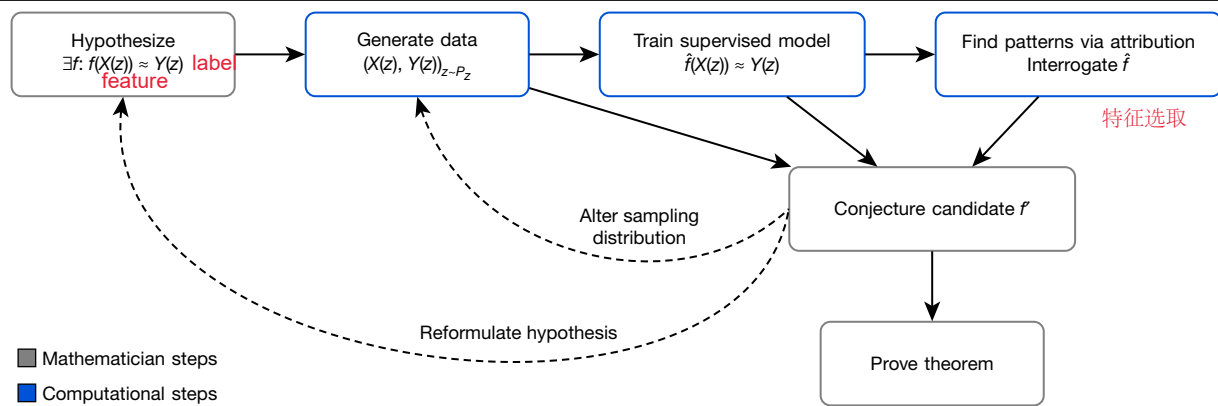 Hypothesize
∃f: f(X(z)) ≈ Y(z) label
feature
Generate data
(X(z), Y(z))z~Pz
Train supervised model
f̂(X(z)) ≈ Y(z)
Find patterns via attribution
Interrogate f̂
特征选取
Conjecture candidate f′
Alter sampling
distribution
Reformulate hypothesis
Prove theorem
Mathematician steps
Computational steps